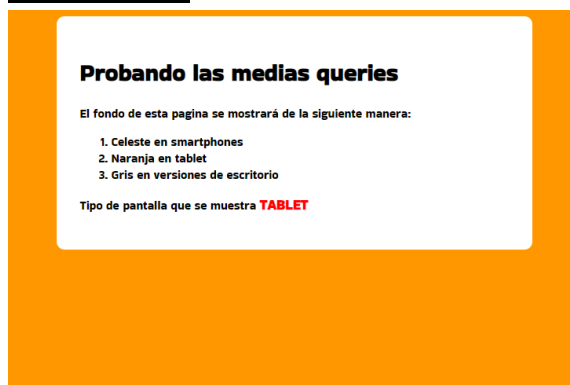 Probando las medias queries
El fondo de esta pagina se mostrará de la siguiente manera:
1. Celeste en smartphones
2. Naranja en tablet
3. Gris en versiones de escritorio
Tipo de pantalla que se muestra TABLET